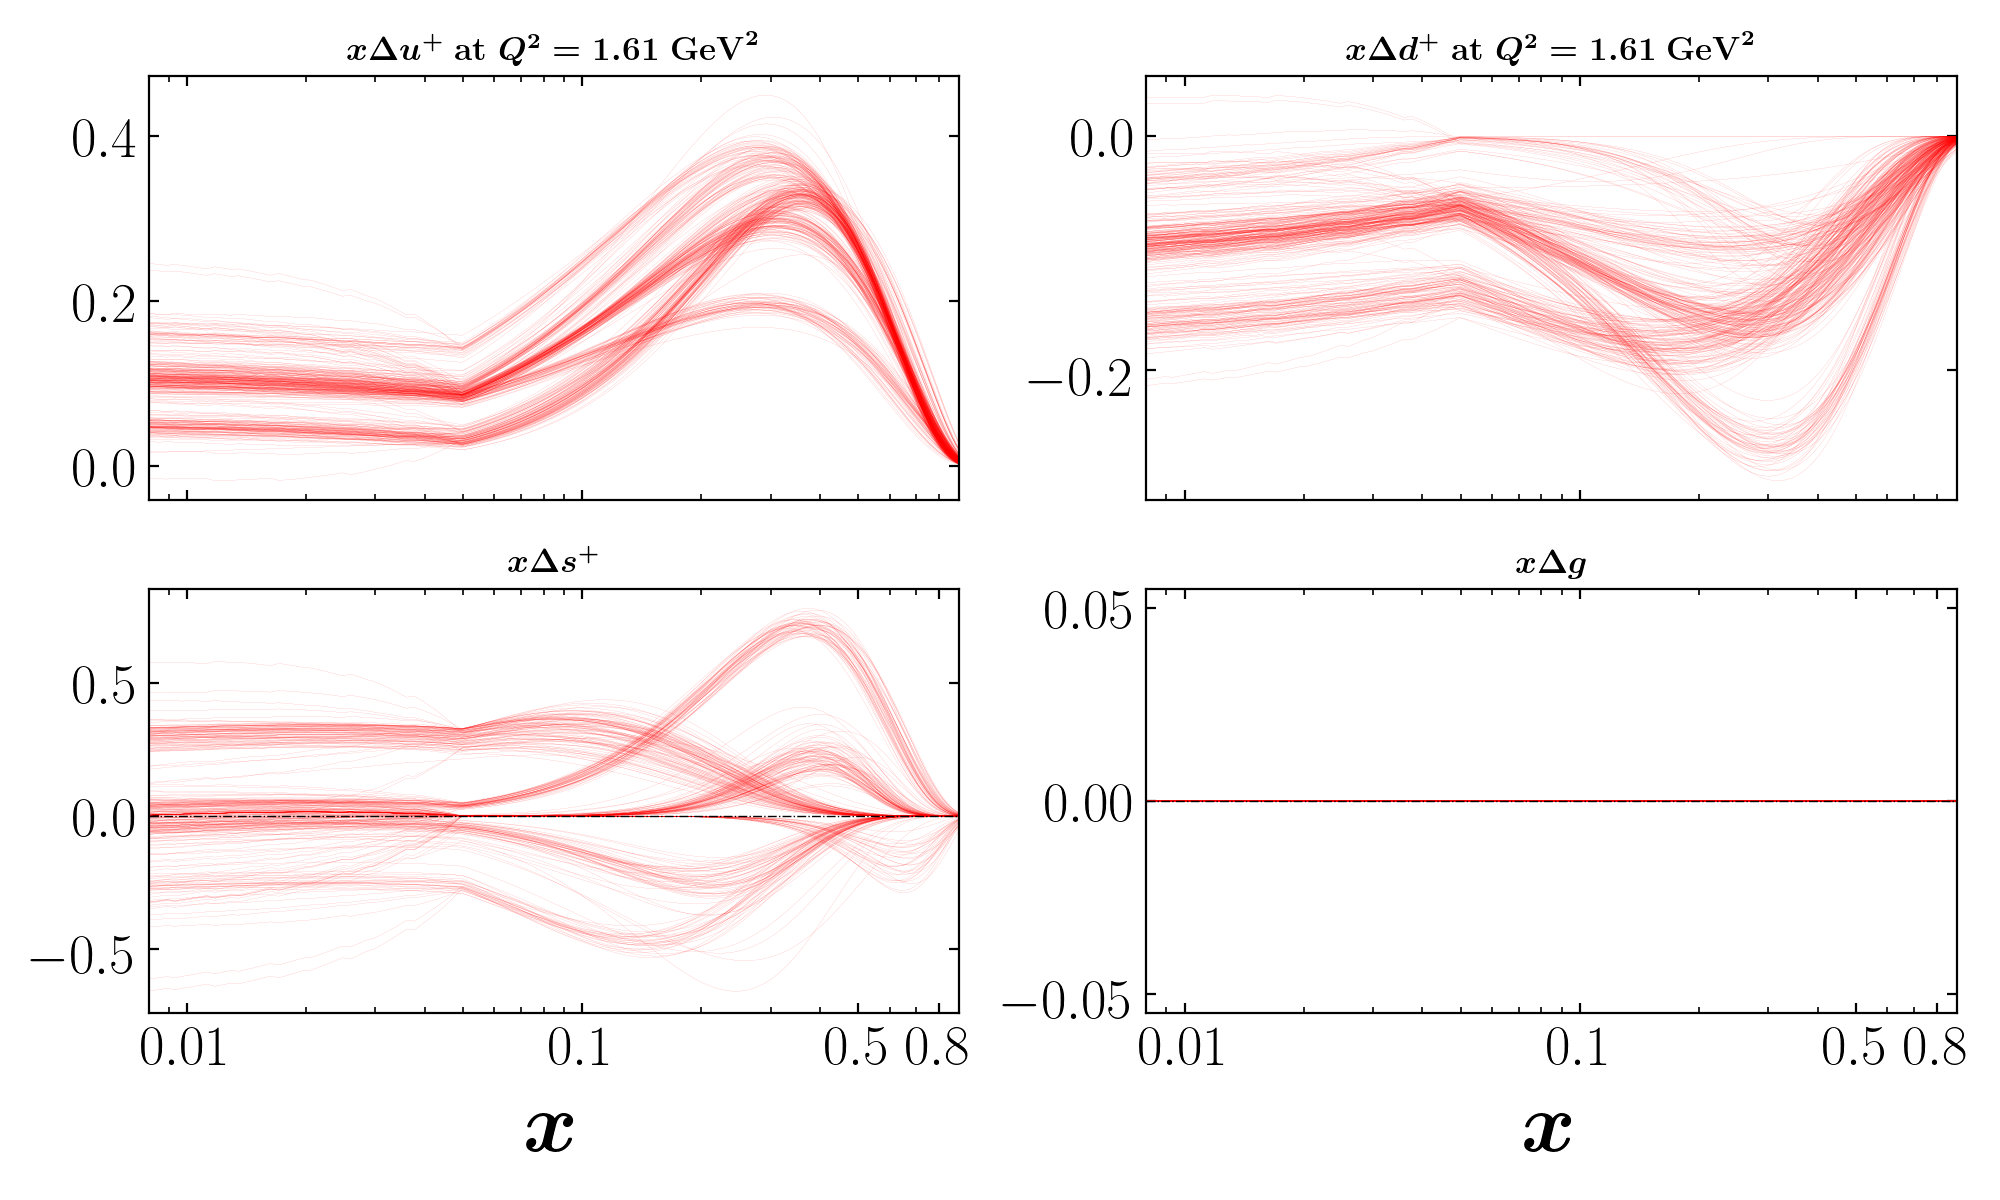 xΔu⁺ at Q² = 1.61 GeV²
xΔd⁺ at Q² = 1.61 GeV²
0.4
0.2
0.0
0.0
−0.2
xΔs⁺
xΔg
0.5
0.0
−0.5
0.05
0.00
−0.05
0.01 0.1 0.5 0.8
0.01 0.1 0.5 0.8
x
x